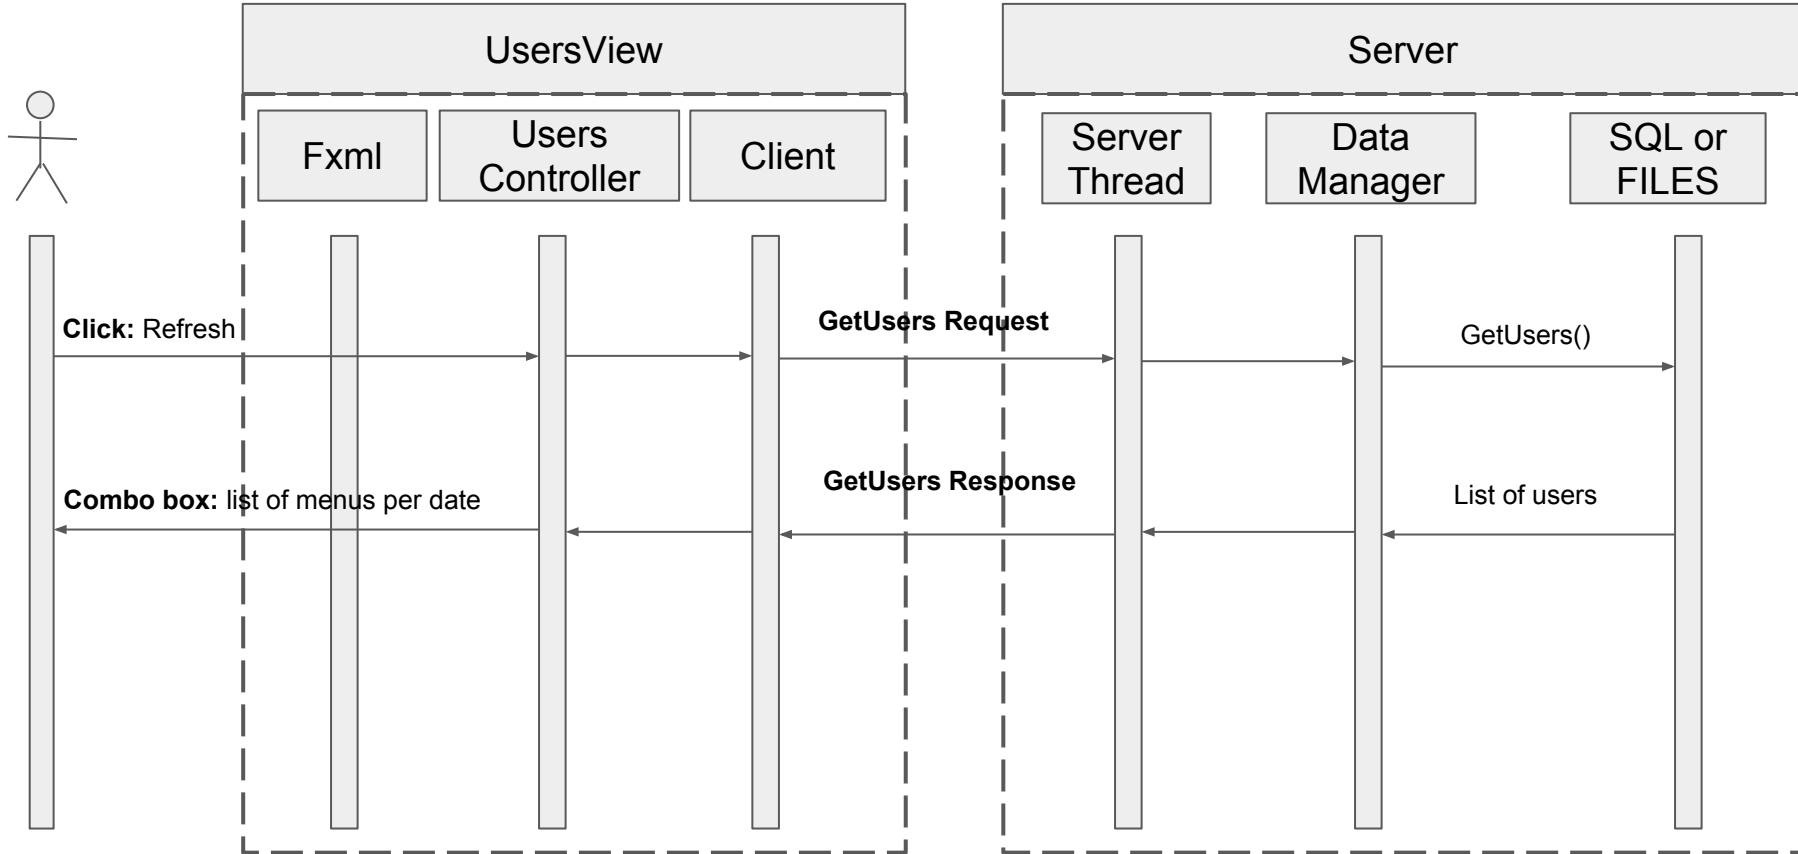 UsersView
Server
Fxml
Users
Controller
Client
Server
Thread
Data
Manager
SQL or
FILES
Click: Refresh
GetUsers Request
GetUsers()
Combo box: list of menus per date
GetUsers Response
List of users